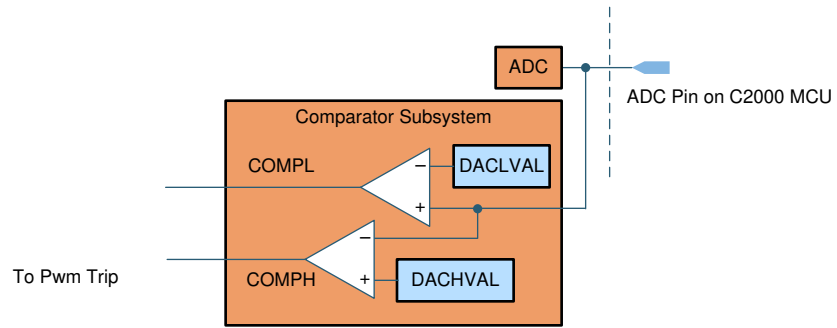 ADC
ADC Pin on C2000 MCU
Comparator Subsystem
COMPL
−
DACLVAL
+
−
To Pwm Trip
COMPH
+
DACHVAL